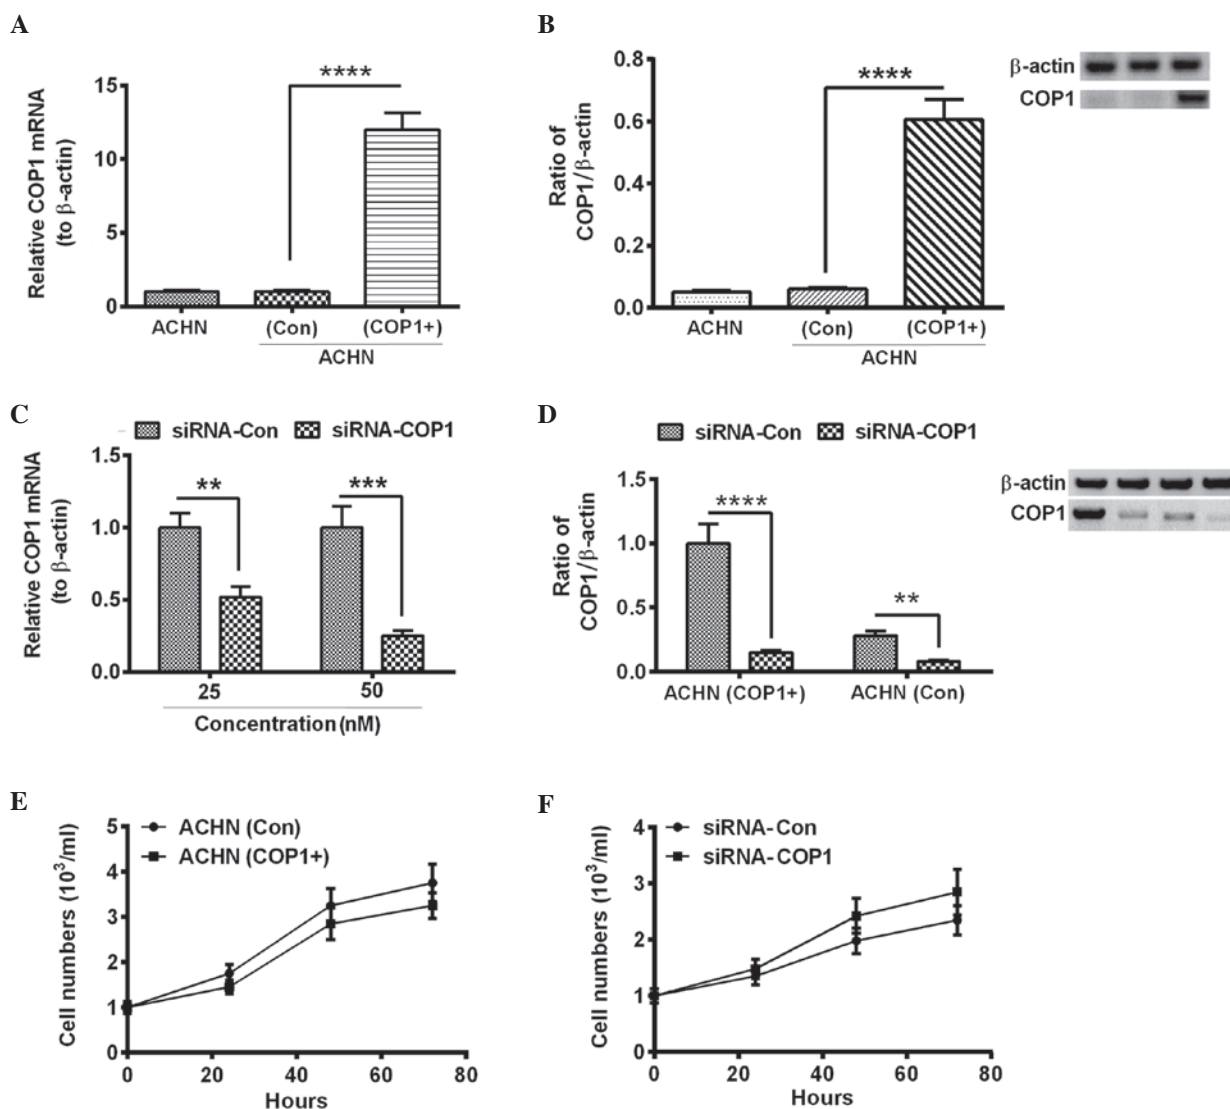 A
Relative COP1 mRNA
(to β-actin)
15
10
5
0
****
ACHN
(Con)
(COP1+)
ACHN
B
Ratio of
COP1/β-actin
0.8
0.6
0.4
0.2
0.0
****
ACHN
(Con)
(COP1+)
ACHN
β-actin
COP1
C
siRNA-Con
siRNA-COP1
Relative COP1 mRNA
(to β-actin)
1.5
1.0
0.5
0.0
**
***
25
50
Concentration (nM)
D
siRNA-Con
siRNA-COP1
Ratio of
COP1/β-actin
1.5
1.0
0.5
0.0
****
**
ACHN (COP1+)
ACHN (Con)
β-actin
COP1
E
ACHN (Con)
ACHN (COP1+)
Cell numbers (10³/ml)
5
4
3
2
1
0
0
20
40
60
80
Hours
F
siRNA-Con
siRNA-COP1
Cell numbers (10³/ml)
4
3
2
1
0
0
20
40
60
80
Hours